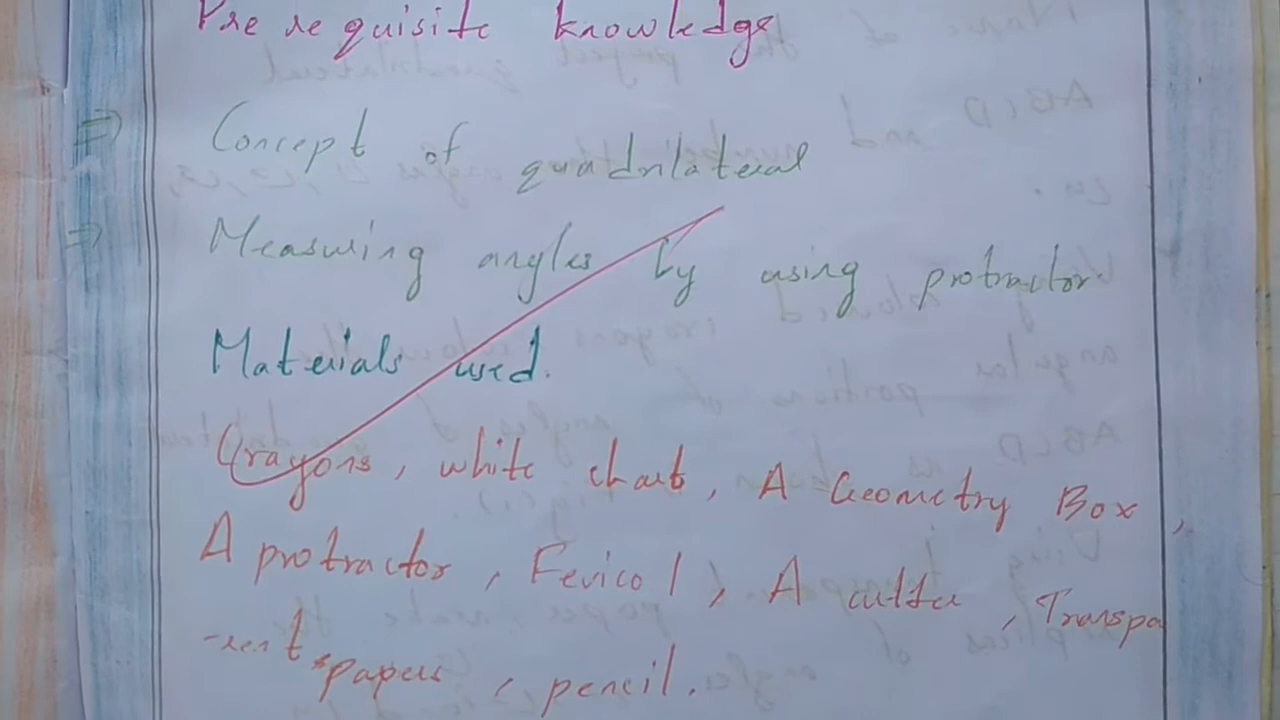 Pre requisite knowledge
⇒ Concept of quadrilateral
⇒ Measuring angles by using protractor
Materials used.
Crayons, white chart, A Geometry Box,
A protractor, Fevicol, A cutter, Transpa
-rent papers, pencil.